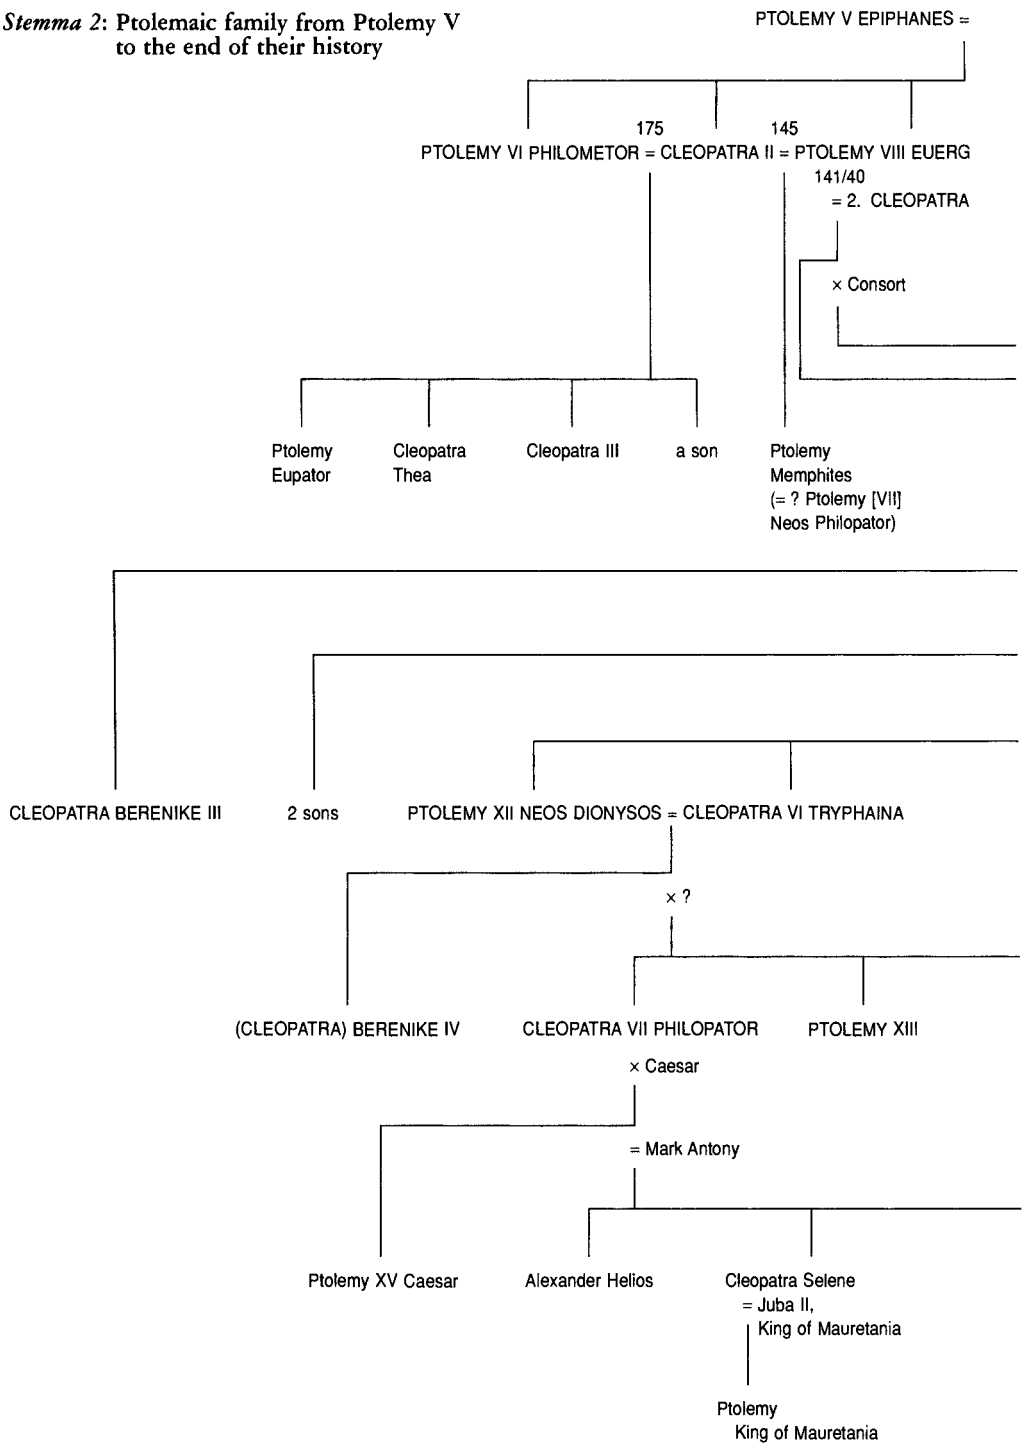 Stemma 2: Ptolemaic family from Ptolemy V
to the end of their history
PTOLEMY V EPIPHANES =
175 145
PTOLEMY VI PHILOMETOR = CLEOPATRA II = PTOLEMY VIII EUERG
141/40
= 2. CLEOPATRA
× Consort
Ptolemy
Eupator
Cleopatra
Thea
Cleopatra III
a son
Ptolemy
Memphites
(= ? Ptolemy [VII]
Neos Philopator)
CLEOPATRA BERENIKE III
2 sons
PTOLEMY XII NEOS DIONYSOS = CLEOPATRA VI TRYPHAINA
× ?
(CLEOPATRA) BERENIKE IV
CLEOPATRA VII PHILOPATOR
PTOLEMY XIII
× Caesar
= Mark Antony
Ptolemy XV Caesar
Alexander Helios
Cleopatra Selene
= Juba II,
King of Mauretania
Ptolemy
King of Mauretania